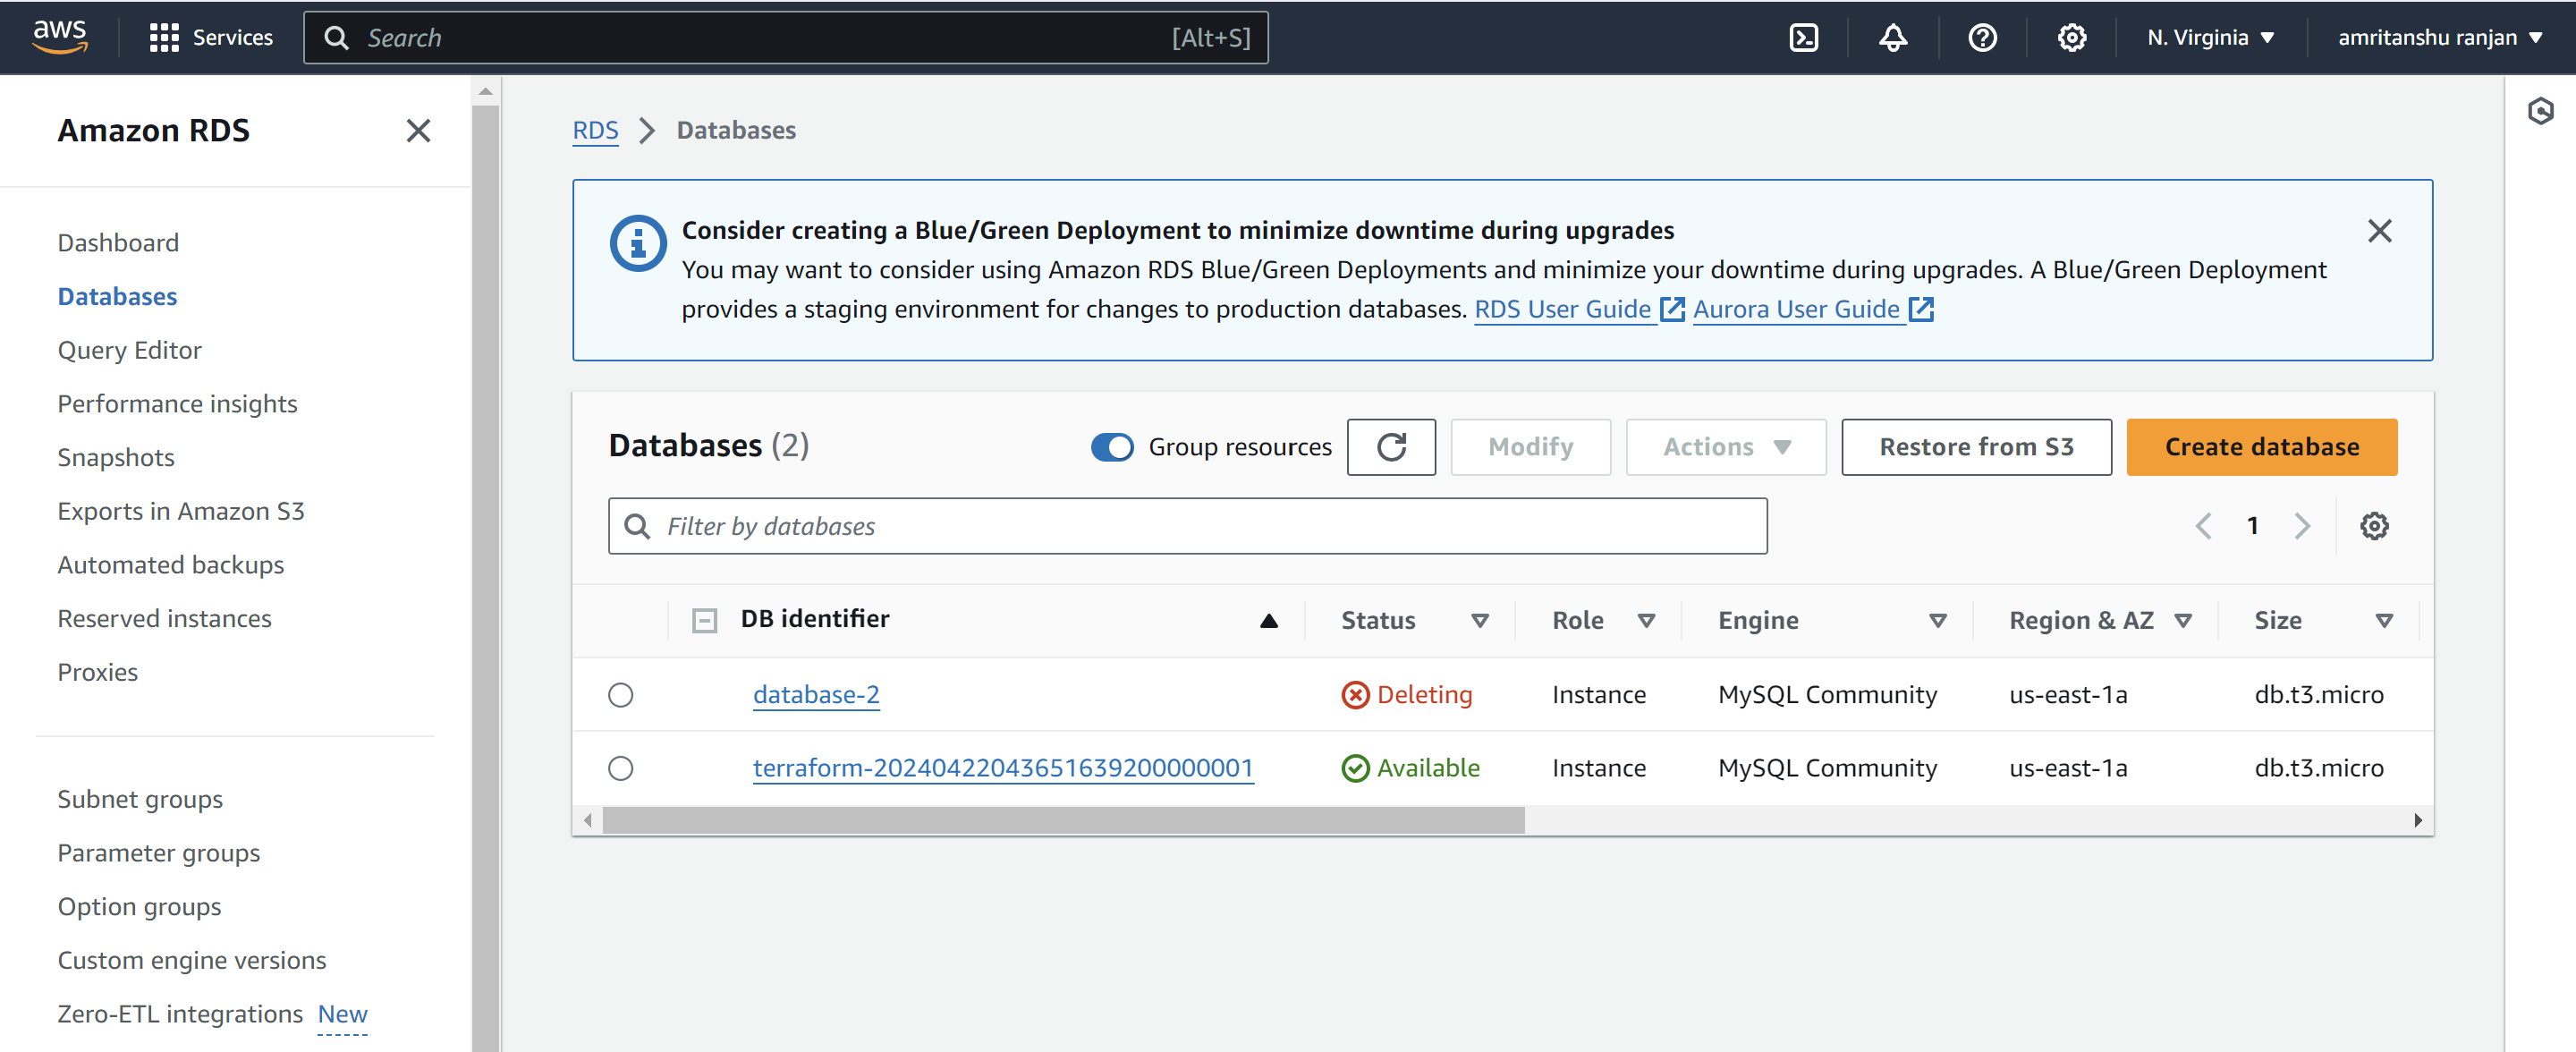 aws
Services
Search
[Alt+S]
N. Virginia
amritanshu ranjan
Amazon RDS
Dashboard
Databases
Query Editor
Performance insights
Snapshots
Exports in Amazon S3
Automated backups
Reserved instances
Proxies
Subnet groups
Parameter groups
Option groups
Custom engine versions
Zero-ETL integrations New
RDS Databases
Consider creating a Blue/Green Deployment to minimize downtime during upgrades
You may want to consider using Amazon RDS Blue/Green Deployments and minimize your downtime during upgrades. A Blue/Green Deployment
provides a staging environment for changes to production databases. RDS User Guide Aurora User Guide
Databases (2)
Group resources
Modify
Actions
Restore from S3
Create database
Filter by databases
1
DB identifier Status Role Engine Region & AZ Size
database-2 Deleting Instance MySQL Community us-east-1a db.t3.micro
terraform-20240422043651639200000001 Available Instance MySQL Community us-east-1a db.t3.micro